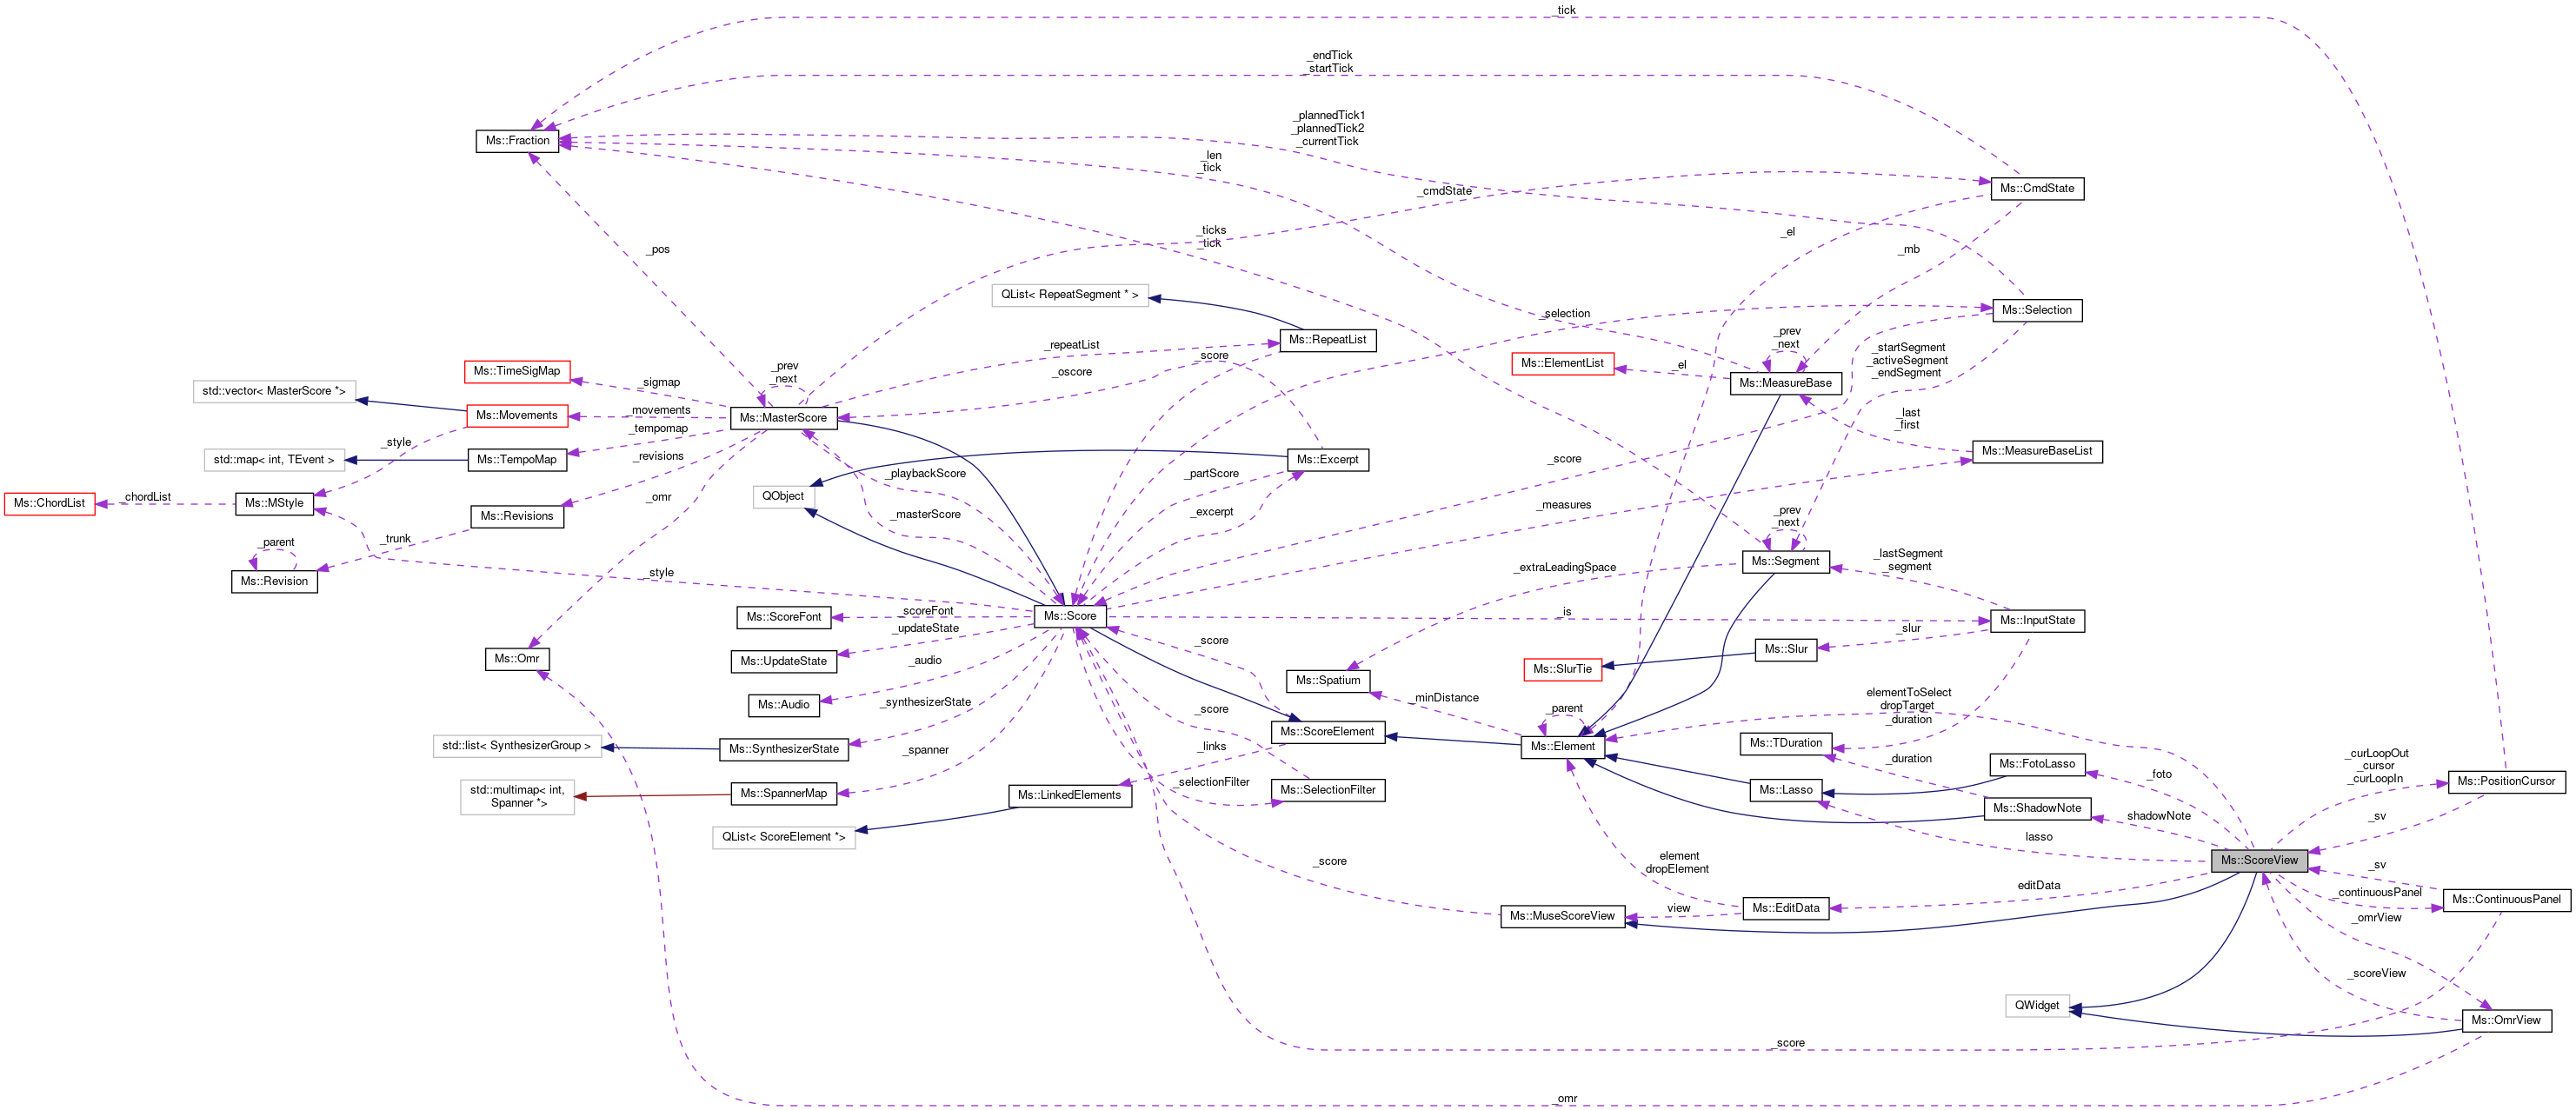 _tick
_endTick
_startTick
_plannedTick1
_plannedTick2
_currentTick
Ms::Fraction
_len
_tick
_cmdState
Ms::CmdState
_ticks
_tick
_el
_mb
_pos
QList< RepeatSegment * >
_selection
Ms::Selection
Ms::RepeatList
_repeatList
_score
_prev
_next
_startSegment
_activeSegment
_endSegment
Ms::TimeSigMap
_sigmap
_prev
_next
_oscore
Ms::ElementList
_el
Ms::MeasureBase
std::vector< MasterScore *>
Ms::Movements
_movements
Ms::MasterScore
_last
_first
_style
_tempomap
std::map< int, TEvent >
Ms::TempoMap
_revisions
Ms::Excerpt
_score
Ms::MeasureBaseList
_playbackScore
_partScore
QObject
Ms::ChordList
_chordList
Ms::MStyle
_omr
Ms::Revisions
_masterScore
_excerpt
_measures
_prev
_next
_parent
_trunk
Ms::Segment
_lastSegment
_segment
_extraLeadingSpace
Ms::Revision
_style
Ms::ScoreFont
_scoreFont
Ms::Score
_is
Ms::InputState
_updateState
_slur
Ms::Omr
Ms::UpdateState
_audio
_score
Ms::Slur
Ms::SlurTie
Ms::Spatium
_minDistance
elementToSelect
dropTarget
_duration
Ms::Audio
_synthesizerState
_score
_parent
Ms::ScoreElement
Ms::Element
Ms::TDuration
std::list< SynthesizerGroup >
Ms::SynthesizerState
_spanner
_links
_duration
Ms::FotoLasso
_foto
_curLoopOut
_cursor
_curLoopIn
Ms::PositionCursor
std::multimap< int,
Spanner *>
Ms::SpannerMap
Ms::LinkedElements
_selectionFilter
Ms::SelectionFilter
Ms::Lasso
Ms::ShadowNote
shadowNote
_sv
QList< ScoreElement *>
lasso
_score
element
dropElement
Ms::ScoreView
_sv
editData
_continuousPanel
Ms::ContinuousPanel
Ms::MuseScoreView
view
Ms::EditData
_omrView
_scoreView
QWidget
Ms::OmrView
_score
_omr